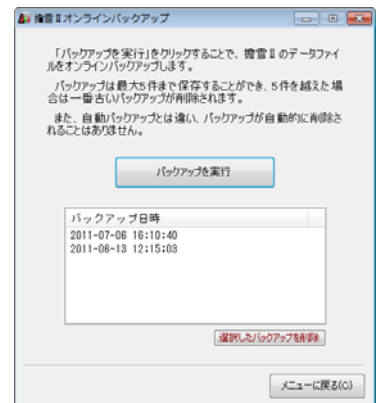 擔雪Ⅱオンラインバックアップ
「バックアップを実行」をクリックすることで、擔雪Ⅱのデータファイ
ルをオンラインバックアップします。
バックアップは最大5件まで保存することができ、5件を越えた場
合は一番古いバックアップが削除されます。
また、自動バックアップとは違い、バックアップが自動的に削除さ
れることはありません。
バックアップを実行
バックアップ日時
2011-07-06 16:10:40
2011-06-13 12:15:03
選択したバックアップを削除
メニューに戻る(C)